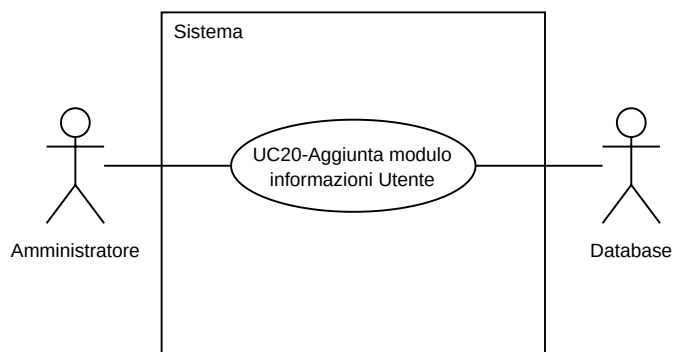 Sistema
UC20-Aggiunta modulo
informazioni Utente
Amministratore
Database